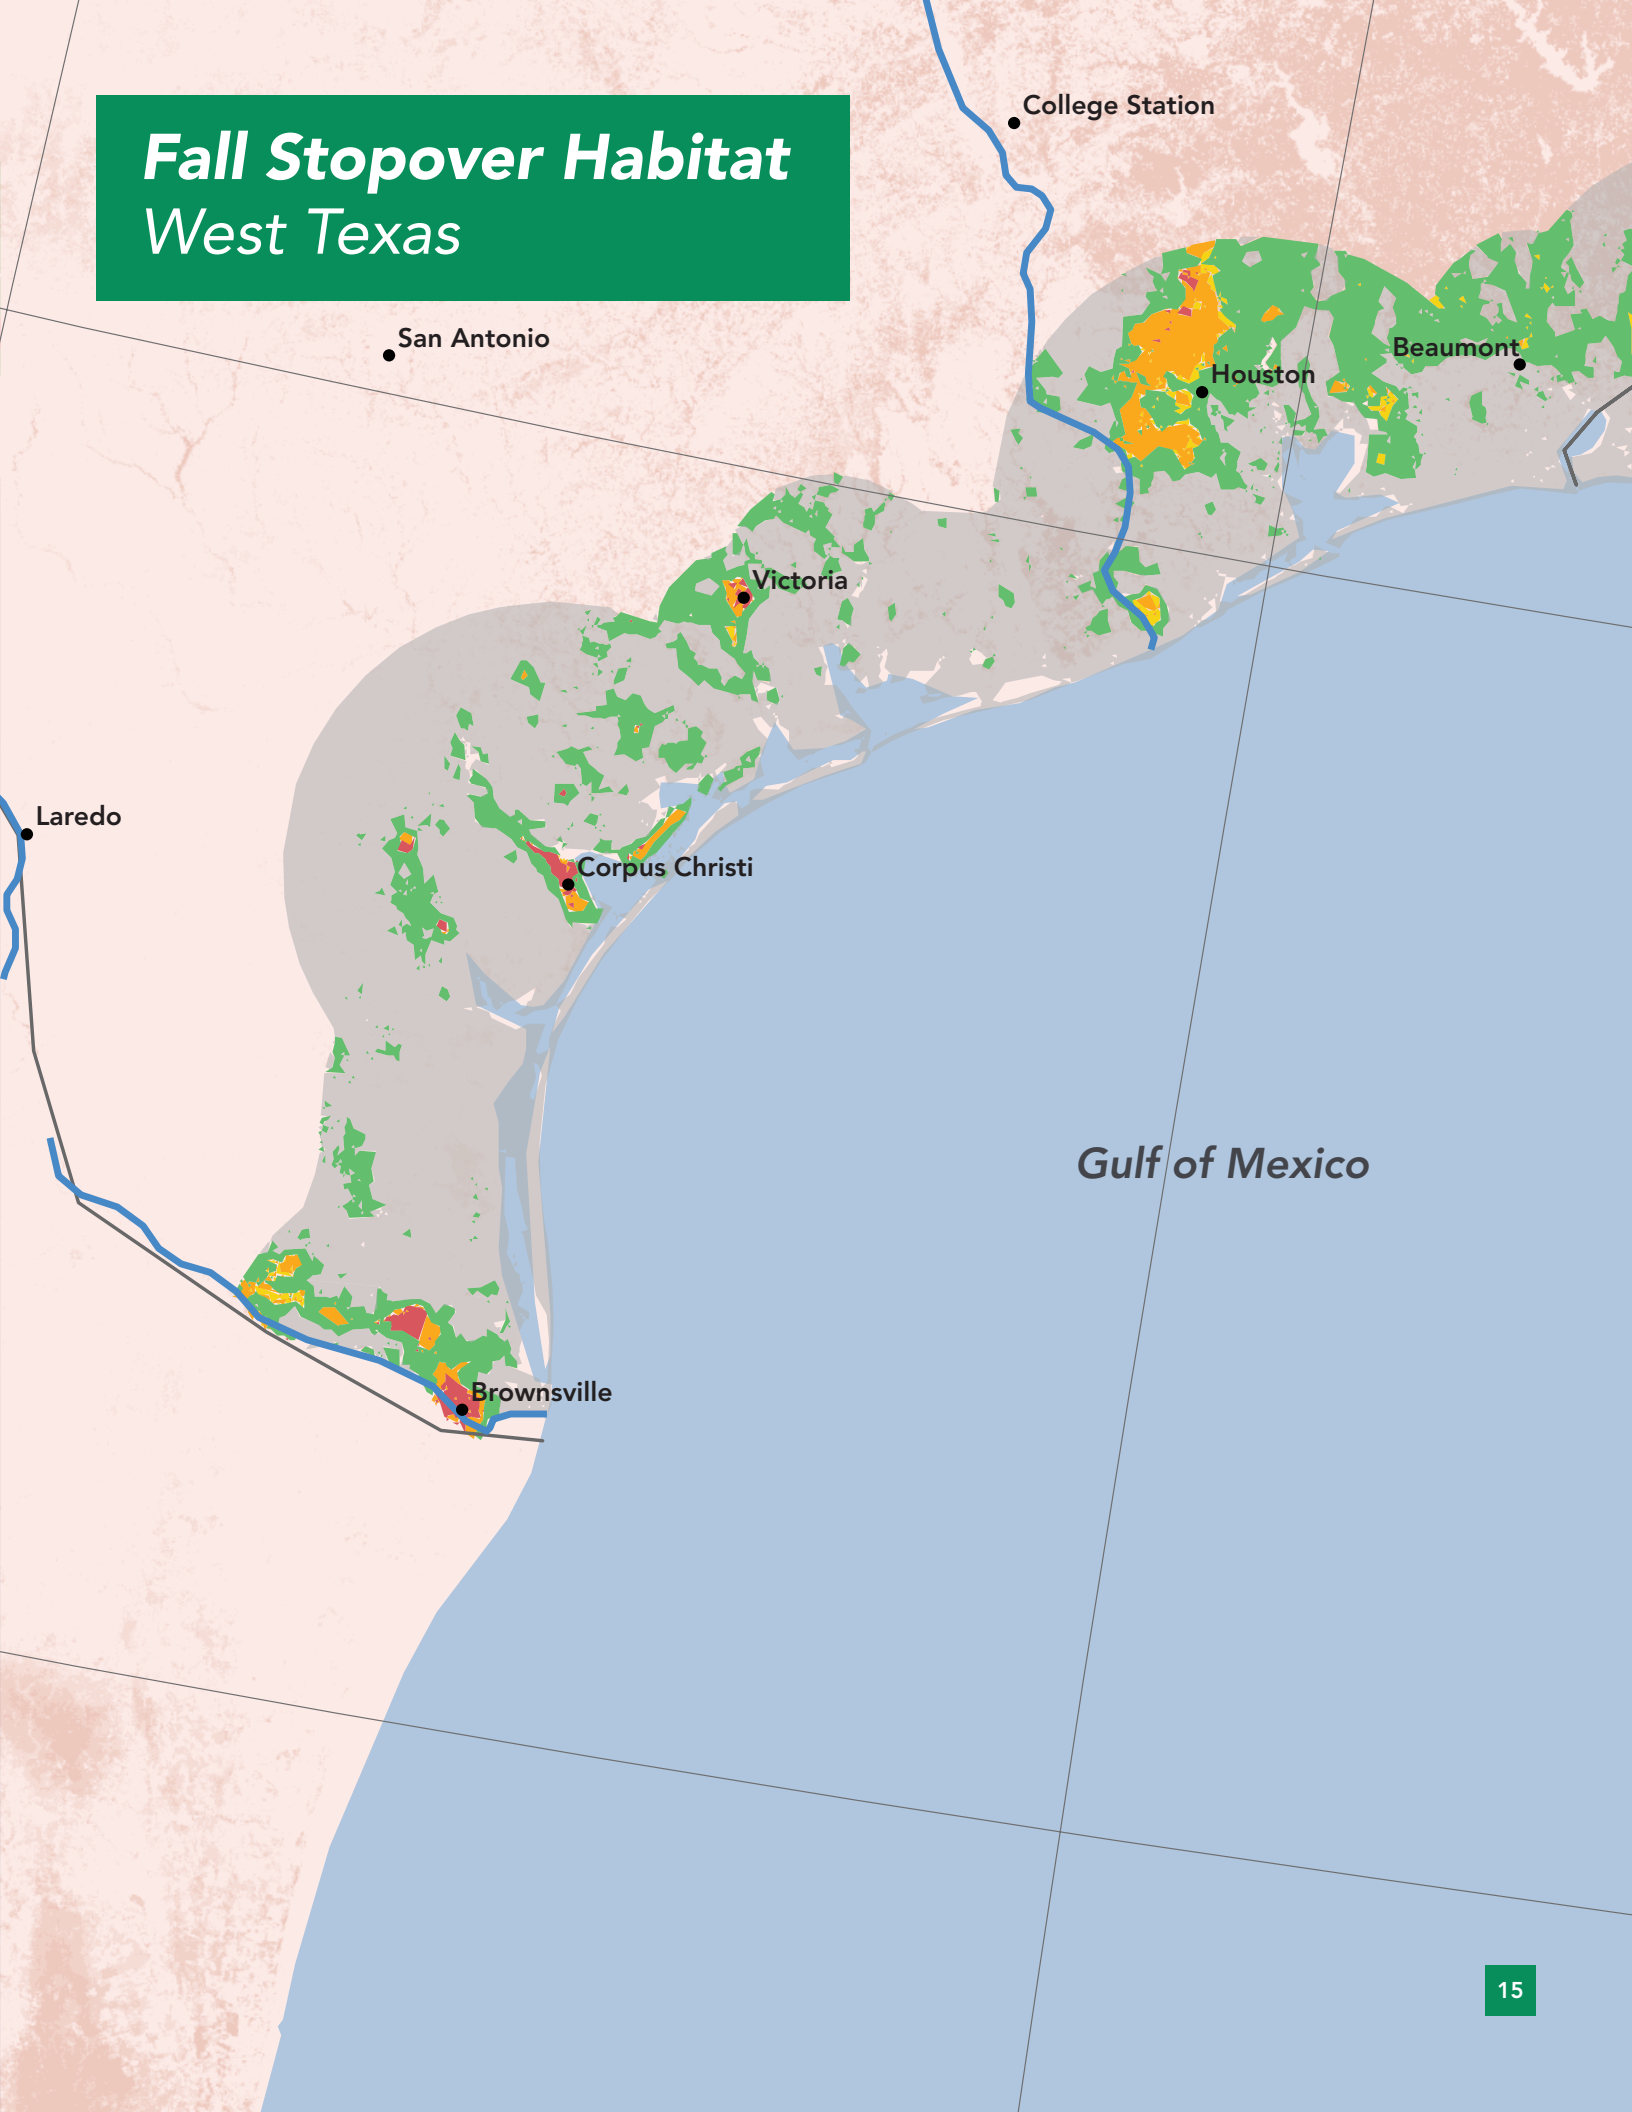 Fall Stopover Habitat
West Texas
College Station
San Antonio
Beaumont
Houston
Victoria
Laredo
Corpus Christi
Gulf of Mexico
Brownsville
15